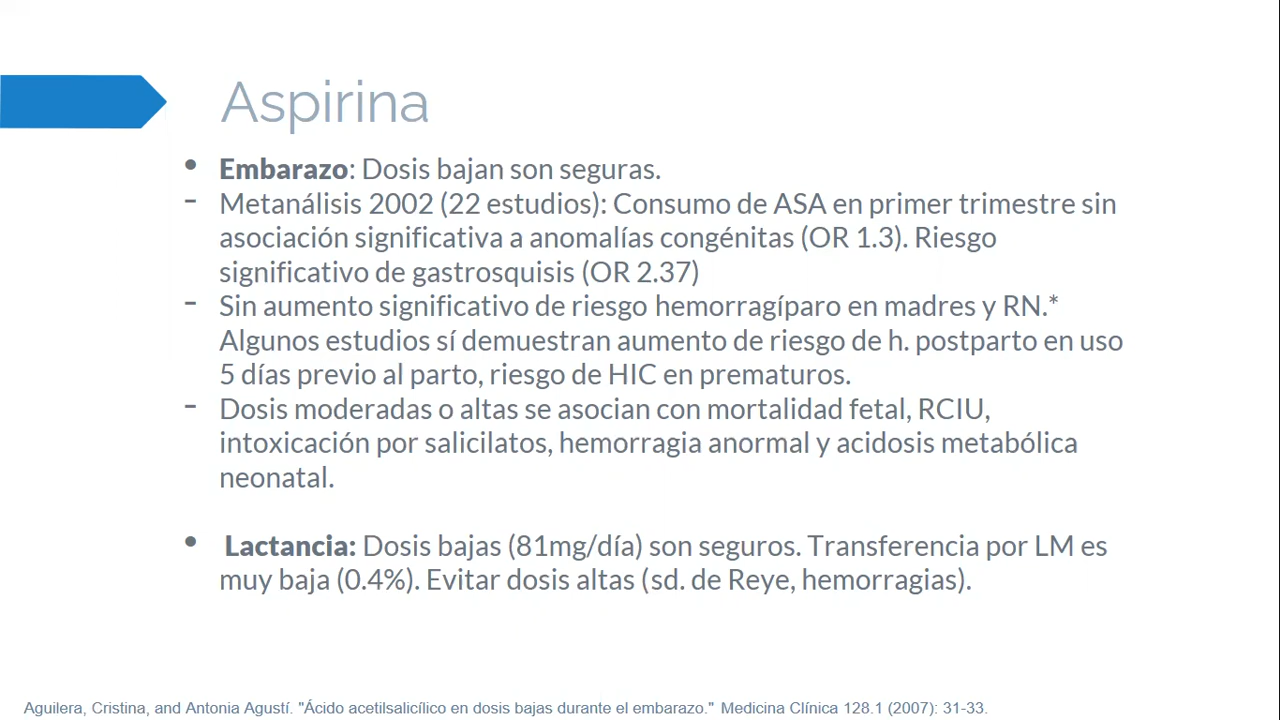 Aspirina
• Embarazo: Dosis bajan son seguras.
- Metanálisis 2002 (22 estudios): Consumo de ASA en primer trimestre sin
asociación significativa a anomalías congénitas (OR 1.3). Riesgo
significativo de gastrosquisis (OR 2.37)
- Sin aumento significativo de riesgo hemorragíparo en madres y RN.*
Algunos estudios sí demuestran aumento de riesgo de h. postparto en uso
5 días previo al parto, riesgo de HIC en prematuros.
- Dosis moderadas o altas se asocian con mortalidad fetal, RCIU,
intoxicación por salicilatos, hemorragia anormal y acidosis metabólica
neonatal.
• Lactancia: Dosis bajas (81mg/día) son seguros. Transferencia por LM es
muy baja (0.4%). Evitar dosis altas (sd. de Reye, hemorragias).
Aguilera, Cristina, and Antonia Agustí. "Ácido acetilsalicílico en dosis bajas durante el embarazo." Medicina Clínica 128.1 (2007): 31-33.